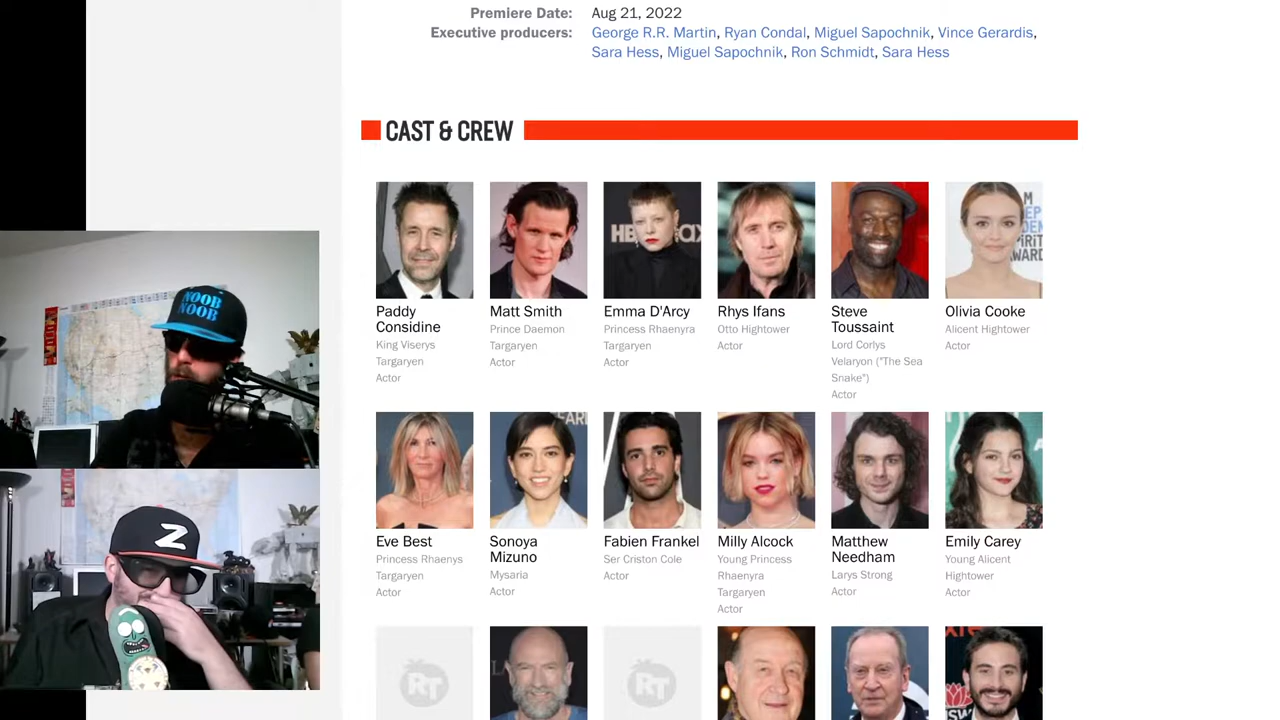 Premiere Date: Aug 21, 2022
Executive producers: George R.R. Martin, Ryan Condal, Miguel Sapochnik, Vince Gerardis,
Sara Hess, Miguel Sapochnik, Ron Schmidt, Sara Hess
CAST & CREW
HB
Paddy
Considine
King Viserys
Targaryen
Actor
Matt Smith
Prince Daemon
Targaryen
Actor
Emma D'Arcy
Princess Rhaenyra
Targaryen
Actor
Rhys Ifans
Otto Hightower
Actor
Steve
Toussaint
Lord Corlys
Velaryon ("The Sea
Snake")
Actor
Olivia Cooke
Alicent Hightower
Actor
NOOB
NOOB
Eve Best
Princess Rhaenys
Targaryen
Actor
Sonoya
Mizuno
Mysaria
Actor
Fabien Frankel
Ser Criston Cole
Actor
Milly Alcock
Young Princess
Rhaenyra
Targaryen
Actor
Matthew
Needham
Larys Strong
Actor
Emily Carey
Young Alicent
Hightower
Actor
Z
RT
RT